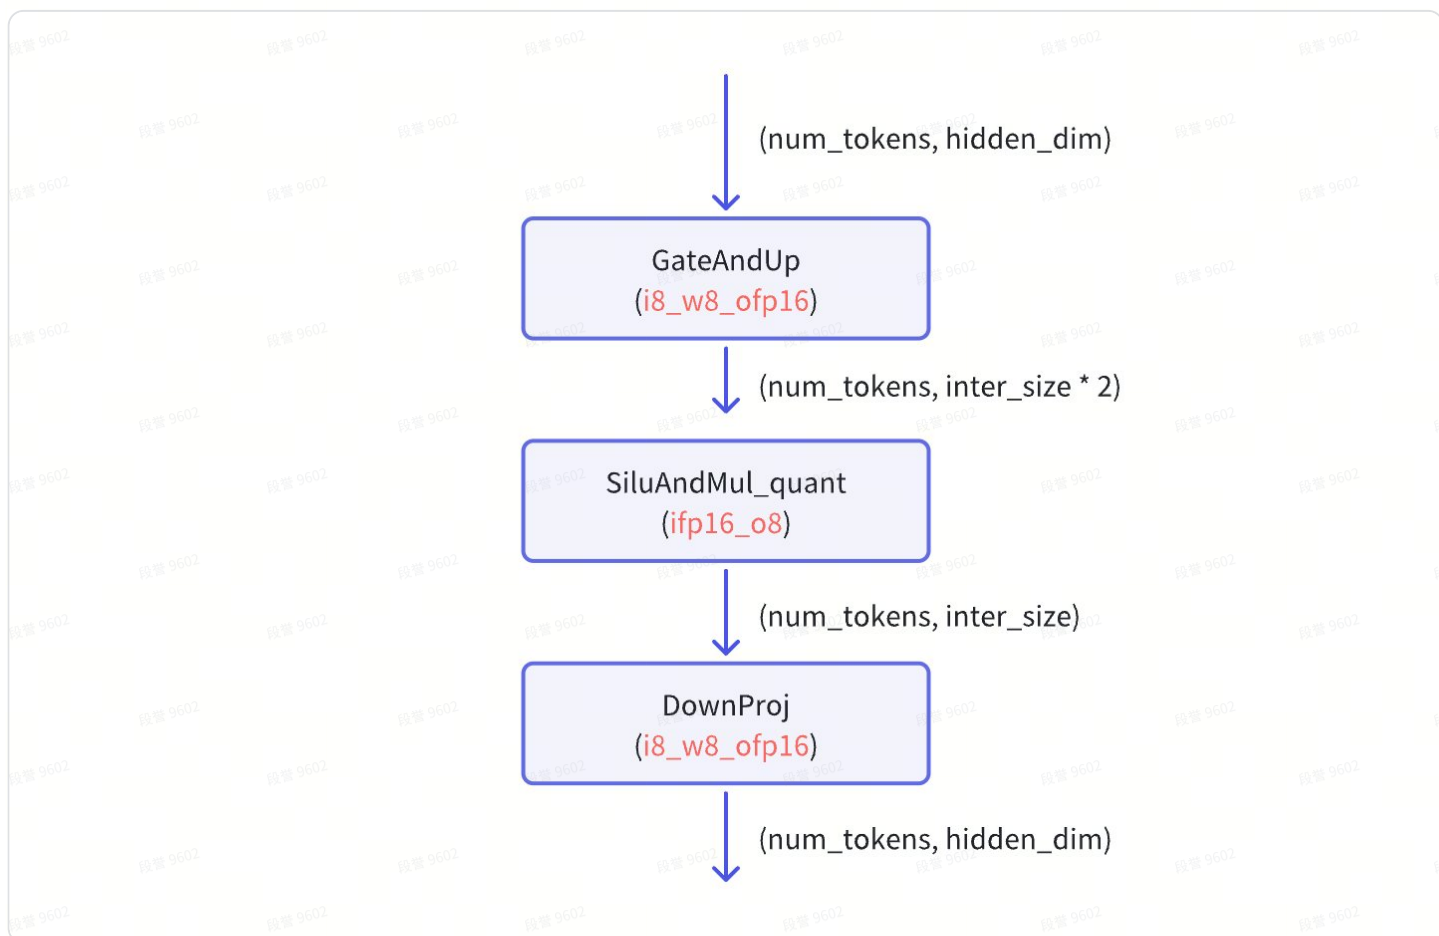 (num_tokens, hidden_dim)
GateAndUp
(i8_w8_ofp16)
(num_tokens, inter_size * 2)
SiluAndMul_quant
(ifp16_o8)
(num_tokens, inter_size)
DownProj
(i8_w8_ofp16)
(num_tokens, hidden_dim)